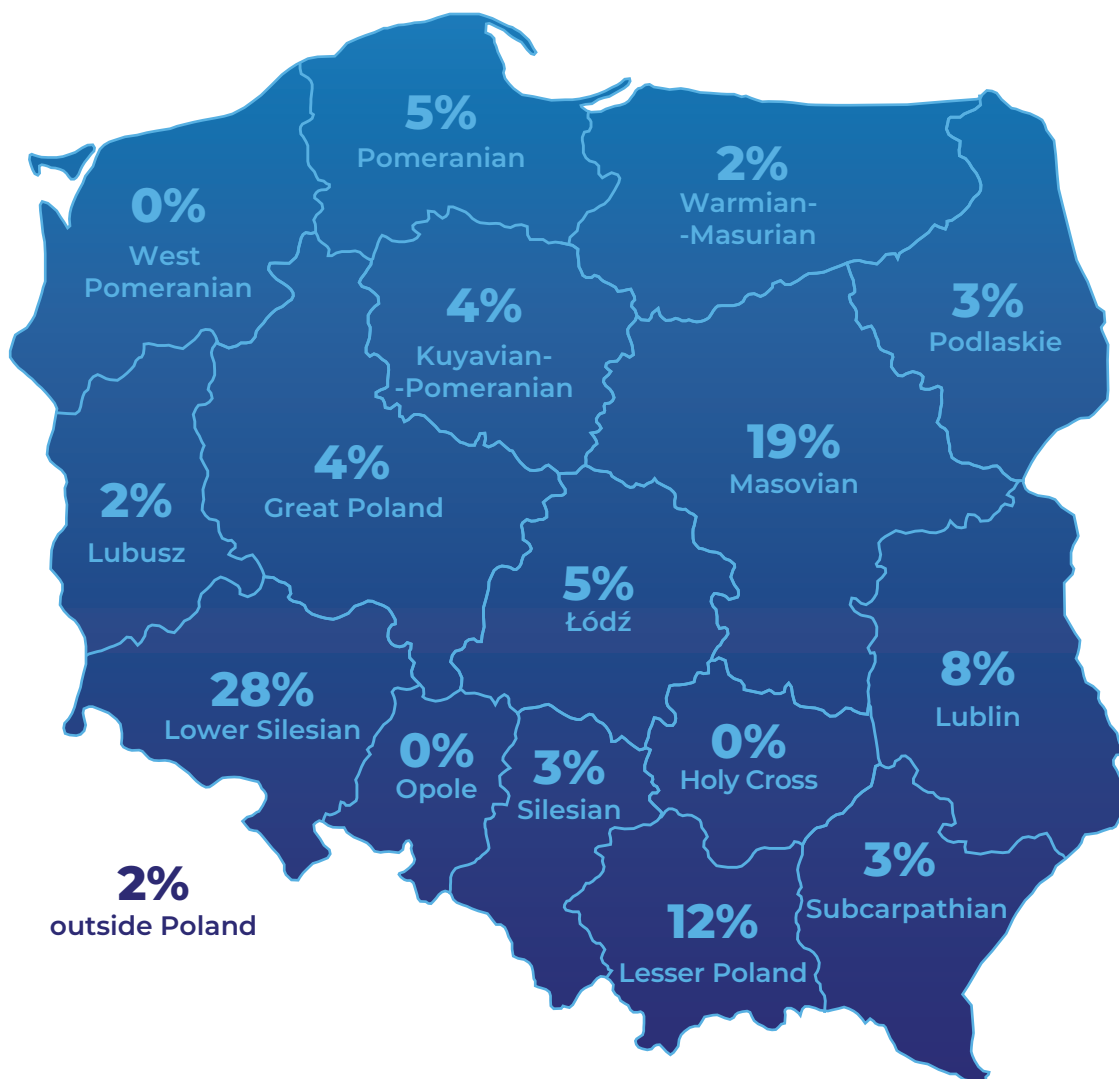 5%
Pomeranian
2%
Warmian-
-Masurian
0%
West
Pomeranian
4%
Kuyavian-
-Pomeranian
3%
Podlaskie
19%
Masovian
4%
Great Poland
2%
Lubusz
5%
Łódź
8%
Lublin
28%
Lower Silesian
0%
Opole
3%
Silesian
0%
Holy Cross
3%
Subcarpathian
12%
Lesser Poland
2%
outside Poland